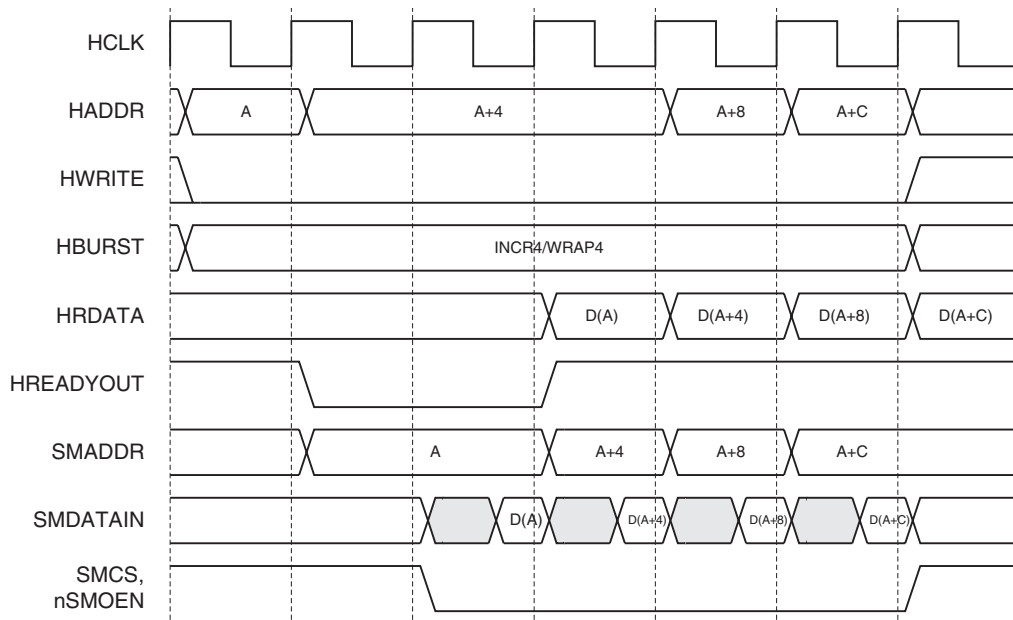 HCLK
HADDR A A+4 A+8 A+C
HWRITE
HBURST INCR4/WRAP4
HRDATA D(A) D(A+4) D(A+8) D(A+C)
HREADYOUT
SMADDR A A+4 A+8 A+C
SMDATAIN D(A) D(A+4) D(A+8) D(A+C)
SMCS,
nSMOEN